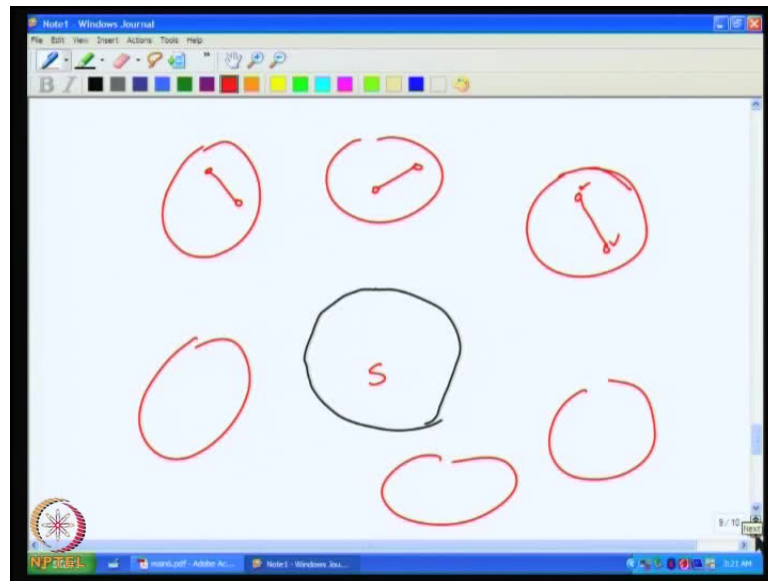 Note1 - Windows Journal
File Edit View Insert Actions Tools Help
B I
S
9 / 10
Next
NPTEL
Note1 - Windows Jou...
3:21 AM